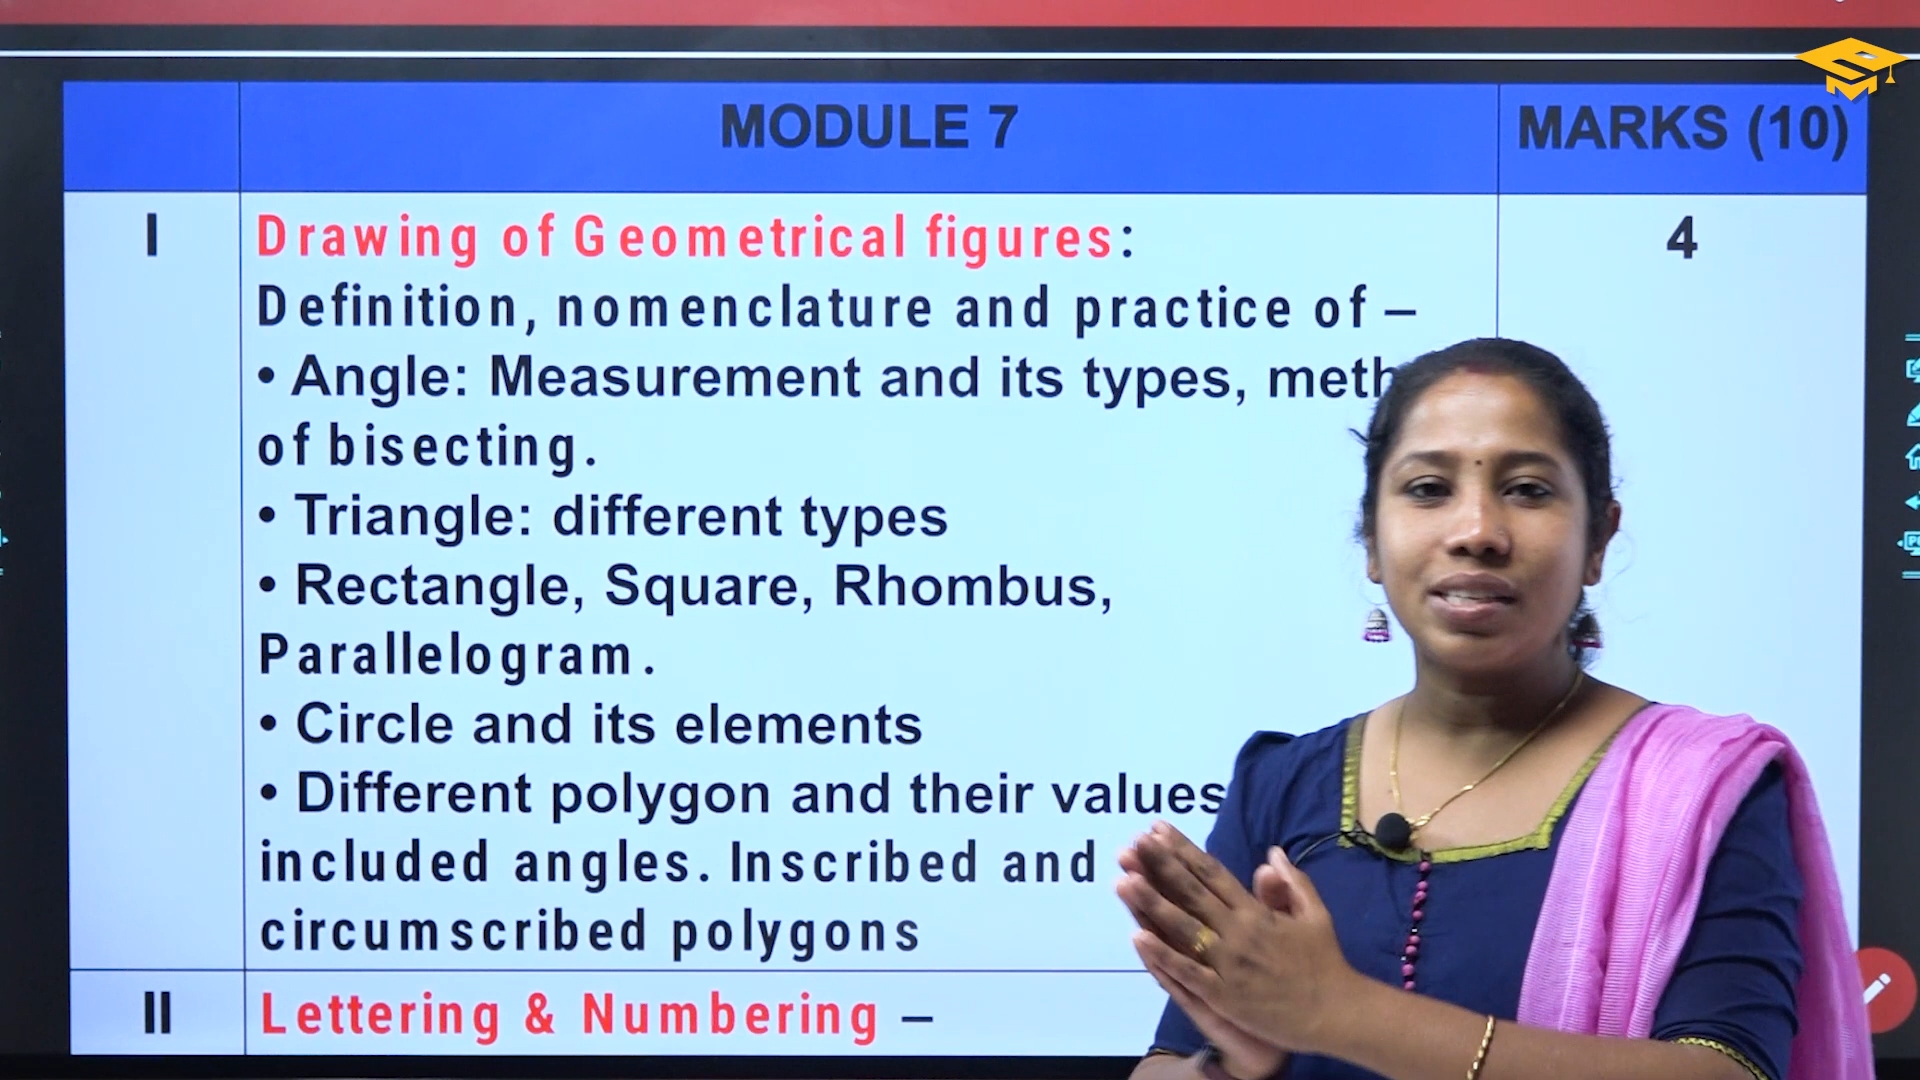 MODULE 7
MARKS (10)
I
Drawing of Geometrical figures:
4
Definition, nomenclature and practice of –
• Angle: Measurement and its types,
of bisecting.
• Triangle: different types
• Rectangle, Square, Rhombus,
Parallelogram.
• Circle and its elements
• Different polygon and their values
included angles. Inscribed and
circumscribed polygons
II
Lettering & Numbering –